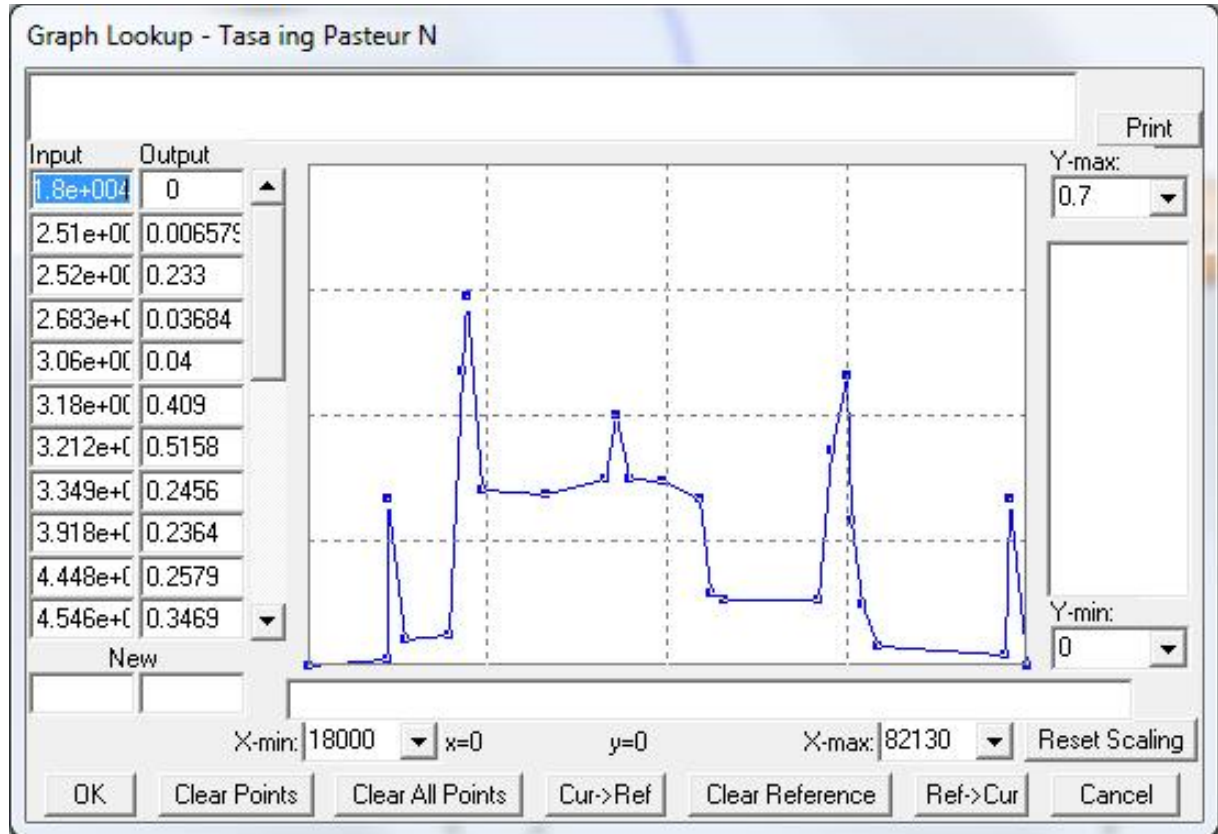 Graph Lookup - Tasa ing Pasteur N
Print
Input Output
1.8e+004 0
2.51e+00 0.006579
2.52e+00 0.233
2.683e+0 0.03684
3.06e+00 0.04
3.18e+00 0.409
3.212e+0 0.5158
3.349e+0 0.2456
3.918e+0 0.2364
4.448e+0 0.2579
4.546e+0 0.3469
New
Y-max:
0.7
Y-min:
0
X-min: 18000 x=0 y=0 X-max: 82130 Reset Scaling
OK Clear Points Clear All Points Cur->Ref Clear Reference Ref->Cur Cancel